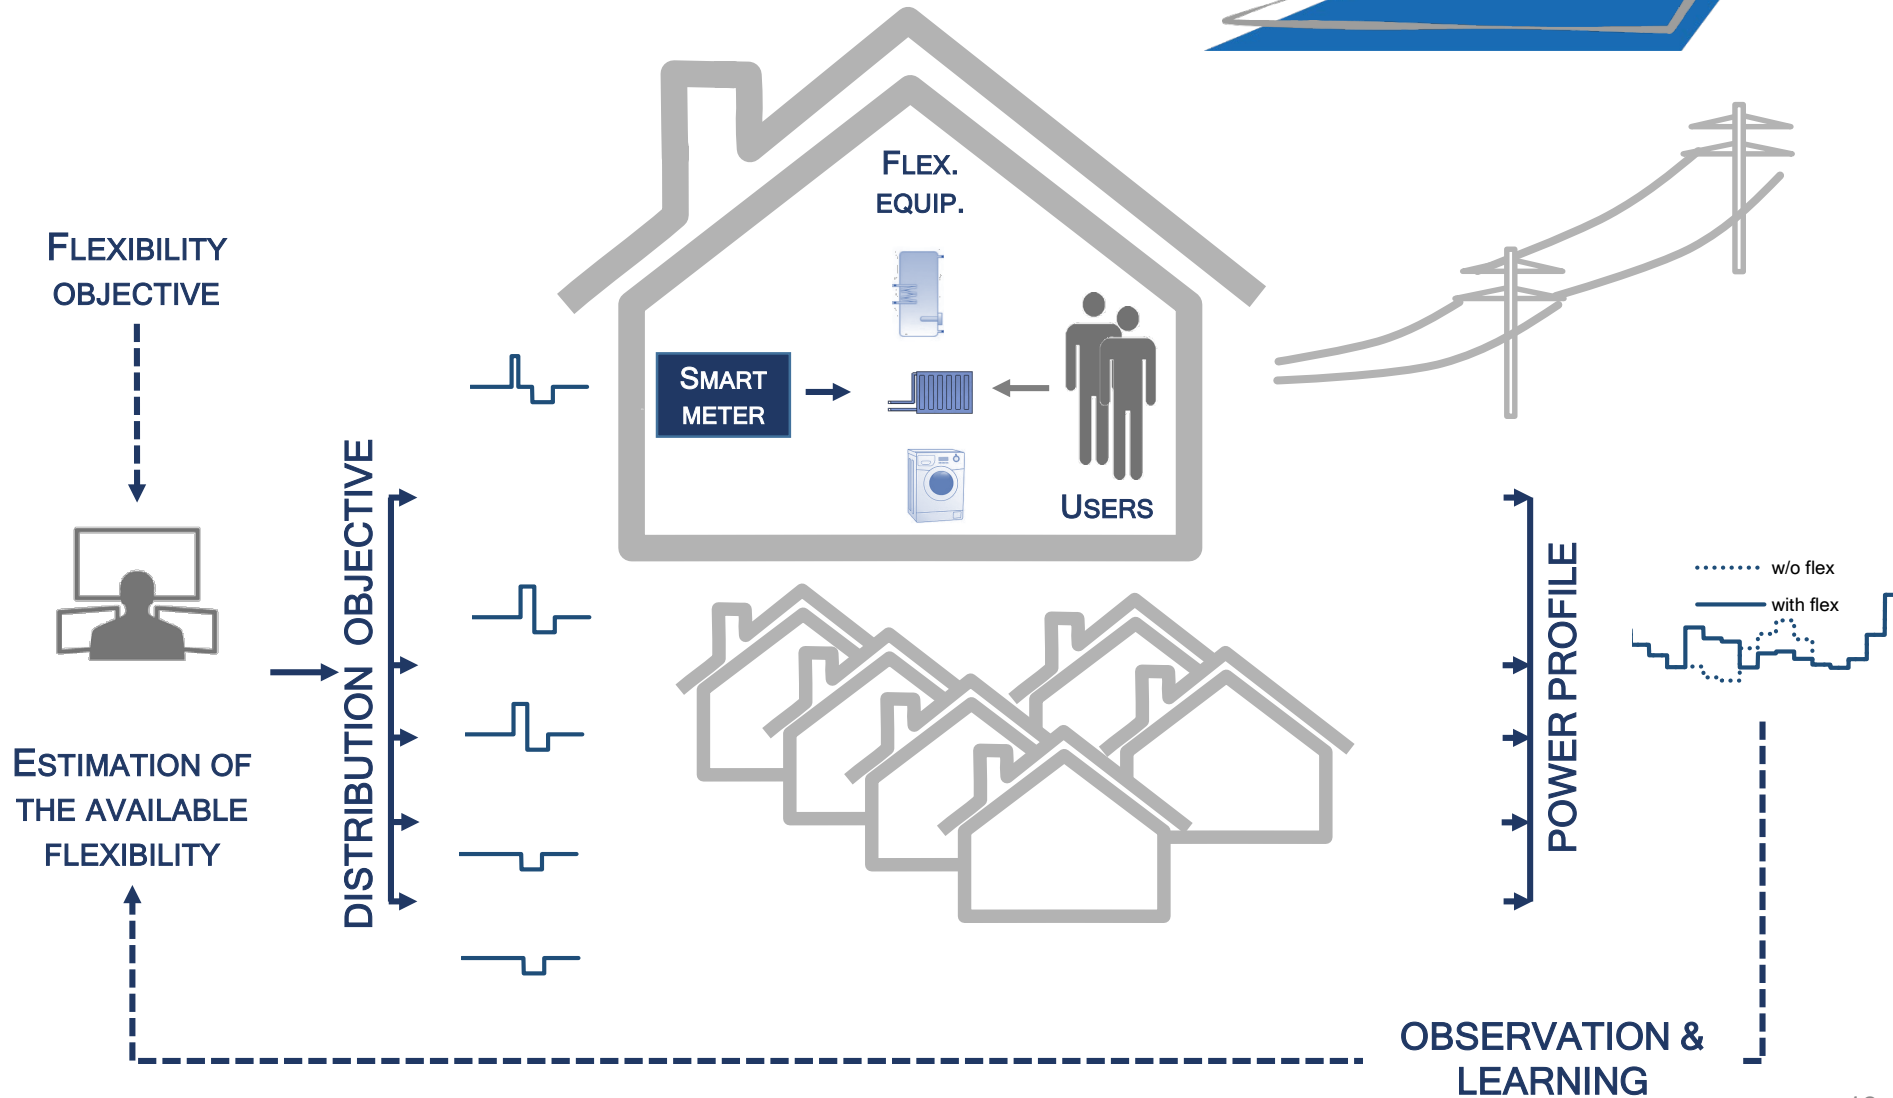 FLEX.
EQUIP.
FLEXIBILITY
OBJECTIVE
SMART
METER
USERS
DISTRIBUTION OBJECTIVE
ESTIMATION OF
THE AVAILABLE
FLEXIBILITY
POWER PROFILE
w/o flex
with flex
OBSERVATION &
LEARNING